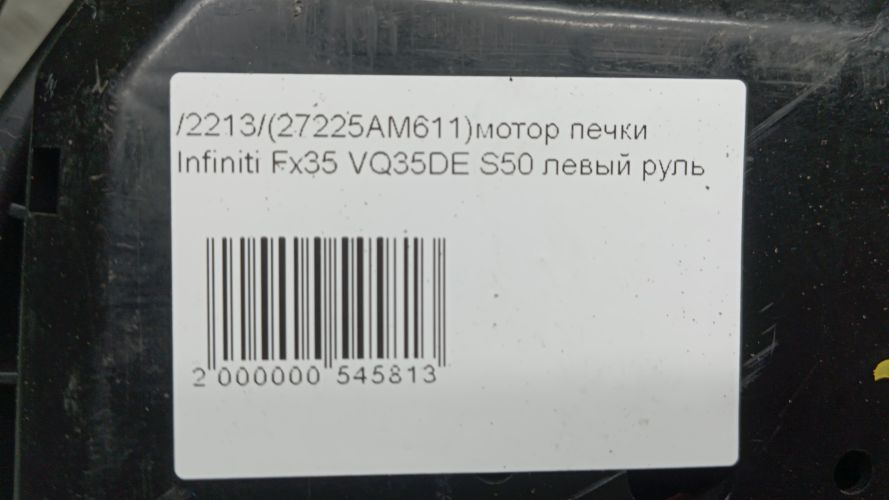 /2213/(27225AM611)мотор печки
Infiniti Fx35 VQ35DE S50 левый руль
2 000000 545813